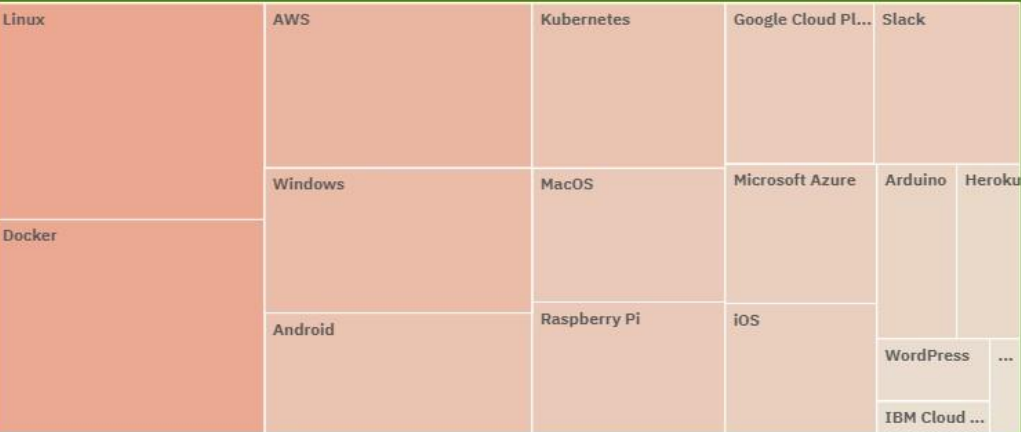 Linux
AWS
Kubernetes
Google Cloud Pl...
Slack
Windows
MacOS
Microsoft Azure
Arduino
Heroku
Docker
Android
Raspberry Pi
iOS
WordPress
...
IBM Cloud ...